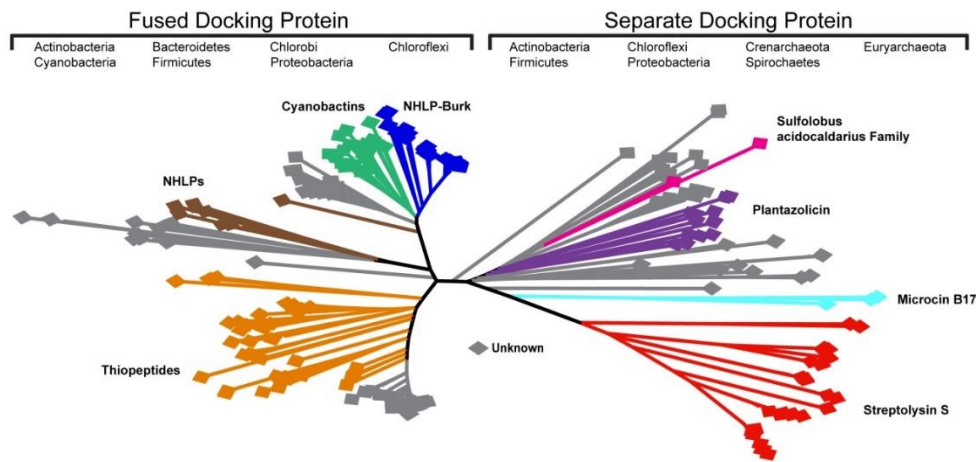 Fused Docking Protein
Separate Docking Protein
Actinobacteria
Cyanobacteria
Bacteroidetes
Firmicutes
Chlorobi
Proteobacteria
Chloroflexi
Actinobacteria
Firmicutes
Chloroflexi
Proteobacteria
Crenarchaeota
Spirochaetes
Euryarchaeota
Cyanobactins
NHLP-Burk
Sulfolobus
acidocaldarius Family
NHLPs
Plantazolicin
Microcin B17
Unknown
Thiopeptides
Streptolysin S